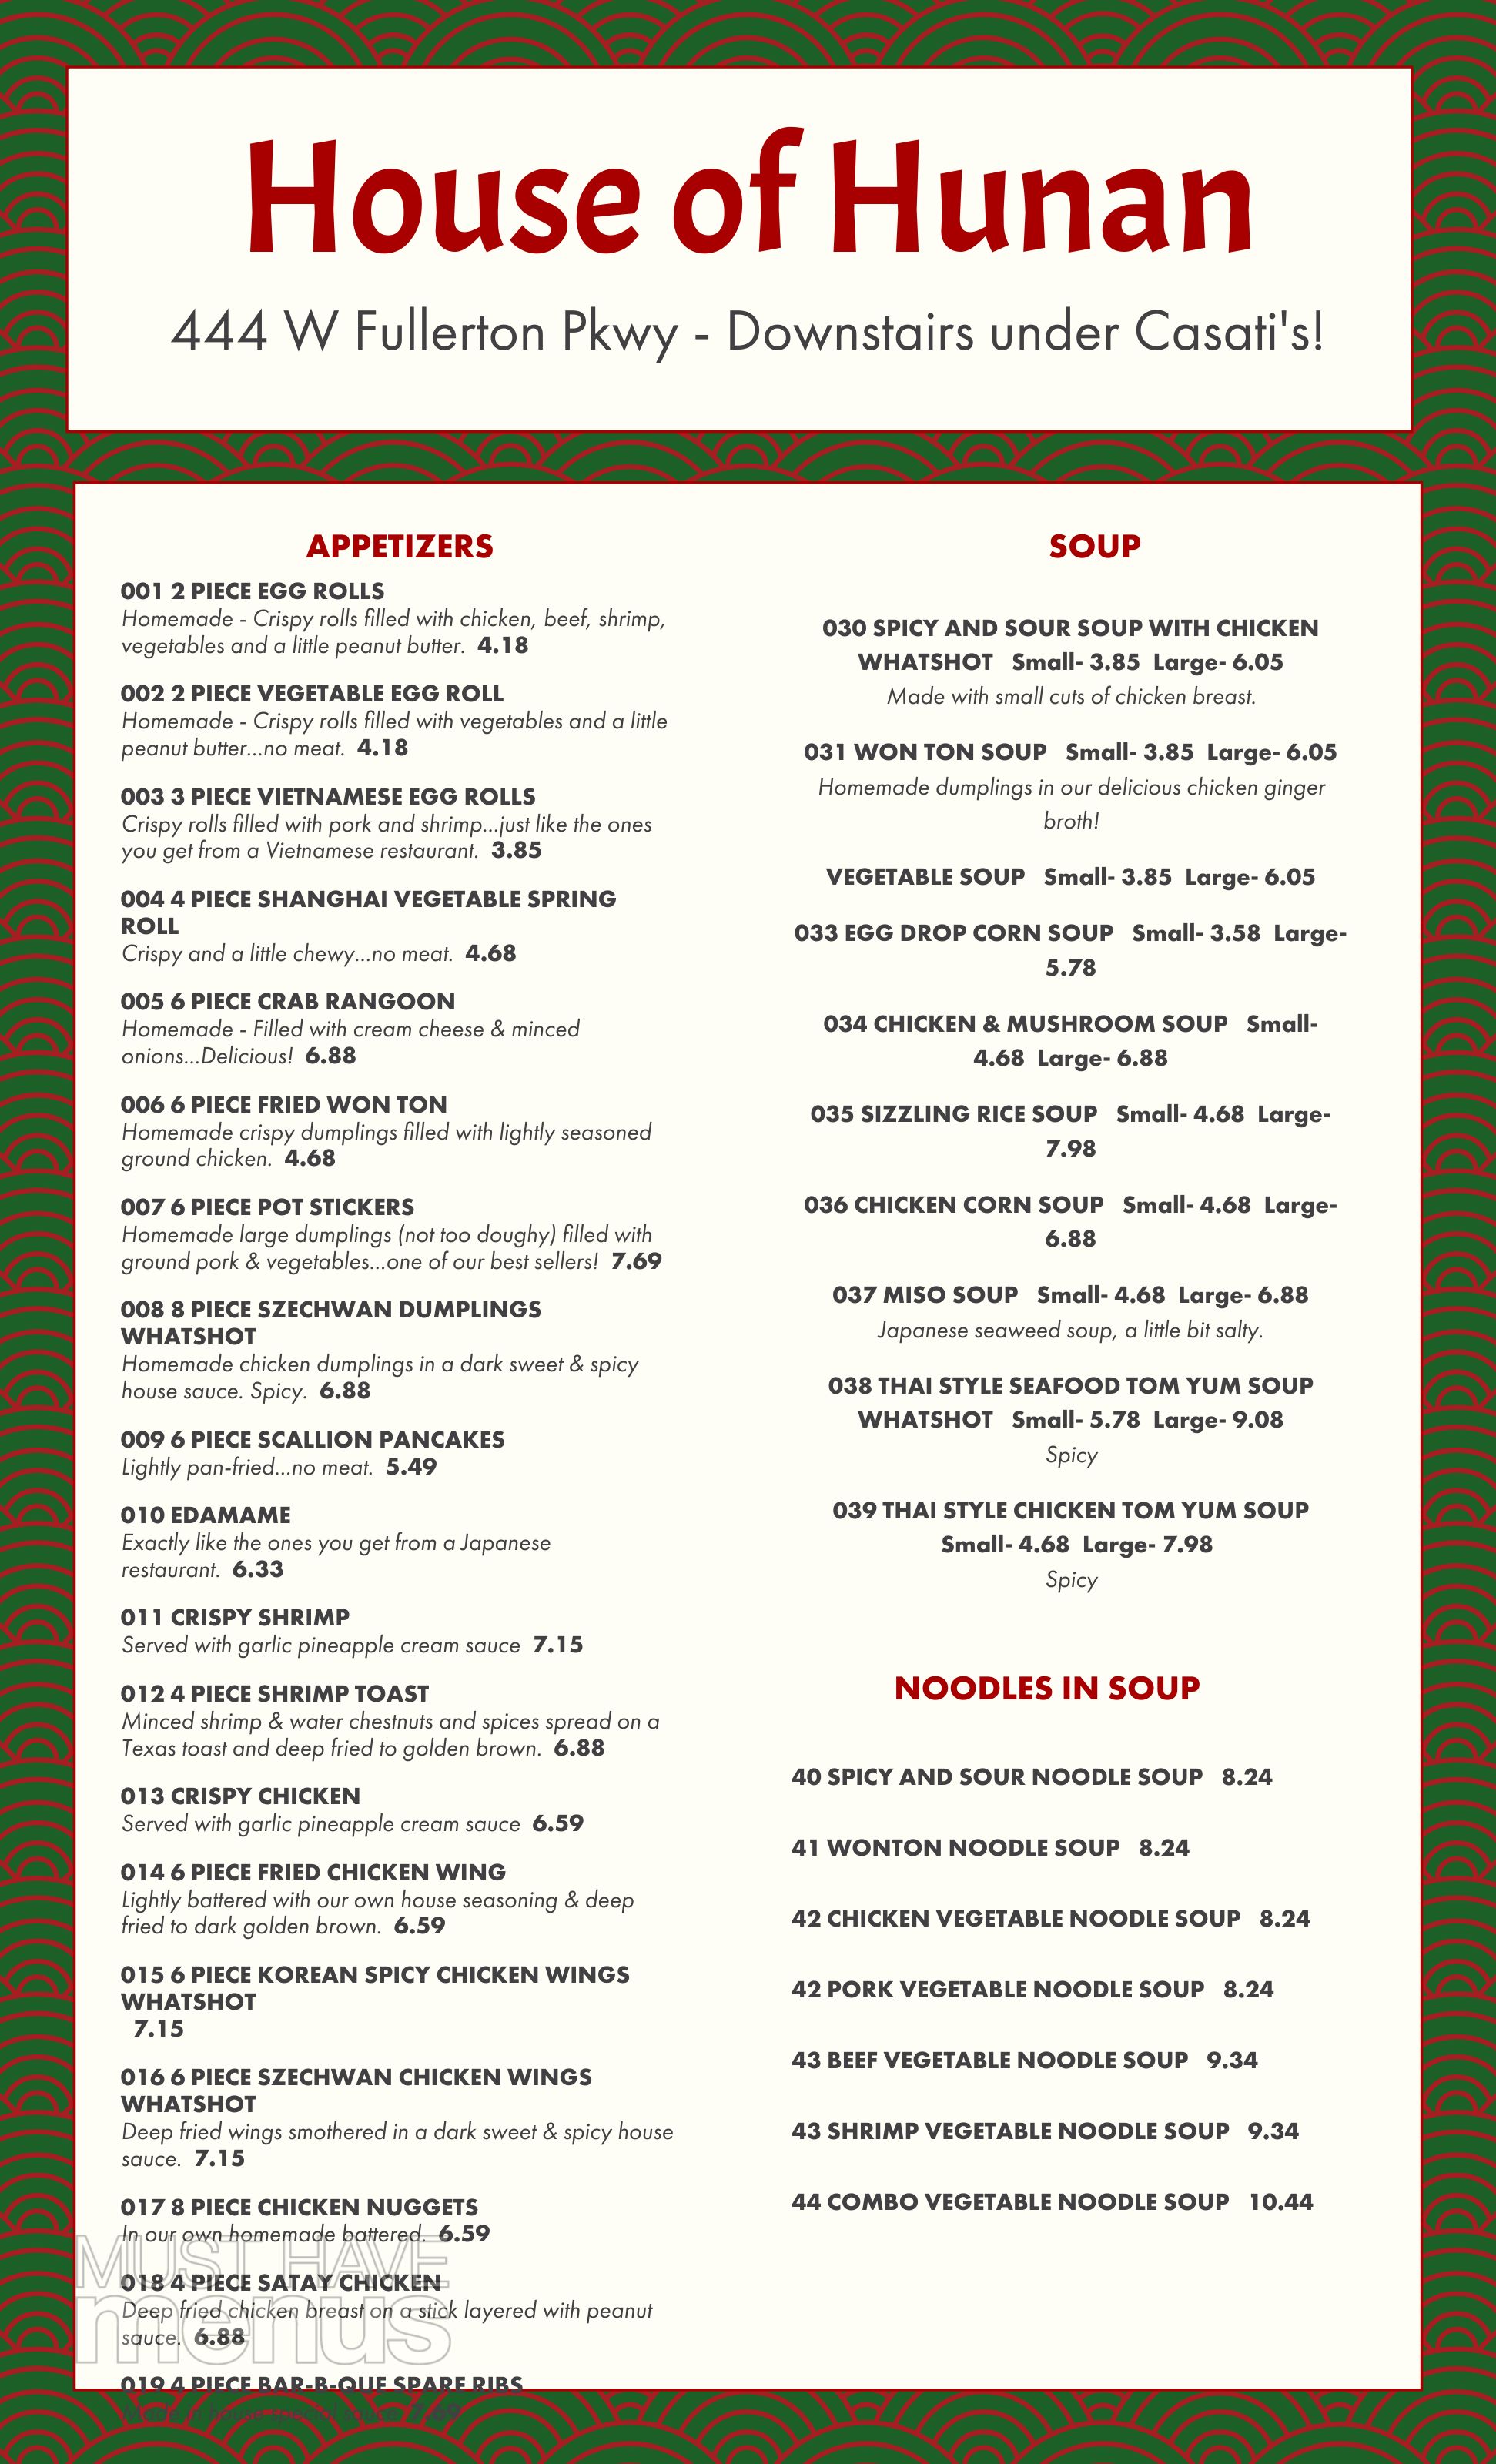 House of Hunan
444 W Fullerton Pkwy - Downstairs under Casati's!
APPETIZERS
001 2 PIECE EGG ROLLS
Homemade - Crispy rolls filled with chicken, beef, shrimp,
vegetables and a little peanut butter. 4.18
002 2 PIECE VEGETABLE EGG ROLL
Homemade - Crispy rolls filled with vegetables and a little
peanut butter...no meat. 4.18
003 3 PIECE VIETNAMESE EGG ROLLS
Crispy rolls filled with pork and shrimp...just like the ones
you get from a Vietnamese restaurant. 3.85
004 4 PIECE SHANGHAI VEGETABLE SPRING
ROLL
Crispy and a little chewy...no meat. 4.68
005 6 PIECE CRAB RANGOON
Homemade - Filled with cream cheese & minced
onions...Delicious! 6.88
006 6 PIECE FRIED WON TON
Homemade crispy dumplings filled with lightly seasoned
ground chicken. 4.68
007 6 PIECE POT STICKERS
Homemade large dumplings (not too doughy) filled with
ground pork & vegetables...one of our best sellers! 7.69
008 8 PIECE SZECHWAN DUMPLINGS
WHATSHOT
Homemade chicken dumplings in a dark sweet & spicy
house sauce. Spicy. 6.88
009 6 PIECE SCALLION PANCAKES
Lightly pan-fried...no meat. 5.49
010 EDAMAME
Exactly like the ones you get from a Japanese
restaurant. 6.33
011 CRISPY SHRIMP
Served with garlic pineapple cream sauce 7.15
012 4 PIECE SHRIMP TOAST
Minced shrimp & water chestnuts and spices spread on a
Texas toast and deep fried to golden brown. 6.88
013 CRISPY CHICKEN
Served with garlic pineapple cream sauce 6.59
014 6 PIECE FRIED CHICKEN WING
Lightly battered with our own house seasoning & deep
fried to dark golden brown. 6.59
015 6 PIECE KOREAN SPICY CHICKEN WINGS
WHATSHOT
7.15
016 6 PIECE SZECHWAN CHICKEN WINGS
WHATSHOT
Deep fried wings smothered in a dark sweet & spicy house
sauce. 7.15
017 8 PIECE CHICKEN NUGGETS
In our own homemade battered. 6.59
018 4 PIECE SATAY CHICKEN
Deep fried chicken breast on a stick layered with peanut
sauce. 6.88
019 4 PIECE BAR-B-QUE SPARE RIBS
MUST HAVE
menus
SOUP
030 SPICY AND SOUR SOUP WITH CHICKEN
WHATSHOT Small- 3.85 Large- 6.05
Made with small cuts of chicken breast.
031 WON TON SOUP Small- 3.85 Large- 6.05
Homemade dumplings in our delicious chicken ginger
broth!
VEGETABLE SOUP Small- 3.85 Large- 6.05
033 EGG DROP CORN SOUP Small- 3.58 Large-
5.78
034 CHICKEN & MUSHROOM SOUP Small-
4.68 Large- 6.88
035 SIZZLING RICE SOUP Small- 4.68 Large-
7.98
036 CHICKEN CORN SOUP Small- 4.68 Large-
6.88
037 MISO SOUP Small- 4.68 Large- 6.88
Japanese seaweed soup, a little bit salty.
038 THAI STYLE SEAFOOD TOM YUM SOUP
WHATSHOT Small- 5.78 Large- 9.08
Spicy
039 THAI STYLE CHICKEN TOM YUM SOUP
Small- 4.68 Large- 7.98
Spicy
NOODLES IN SOUP
40 SPICY AND SOUR NOODLE SOUP 8.24
41 WONTON NOODLE SOUP 8.24
42 CHICKEN VEGETABLE NOODLE SOUP 8.24
42 PORK VEGETABLE NOODLE SOUP 8.24
43 BEEF VEGETABLE NOODLE SOUP 9.34
43 SHRIMP VEGETABLE NOODLE SOUP 9.34
44 COMBO VEGETABLE NOODLE SOUP 10.44